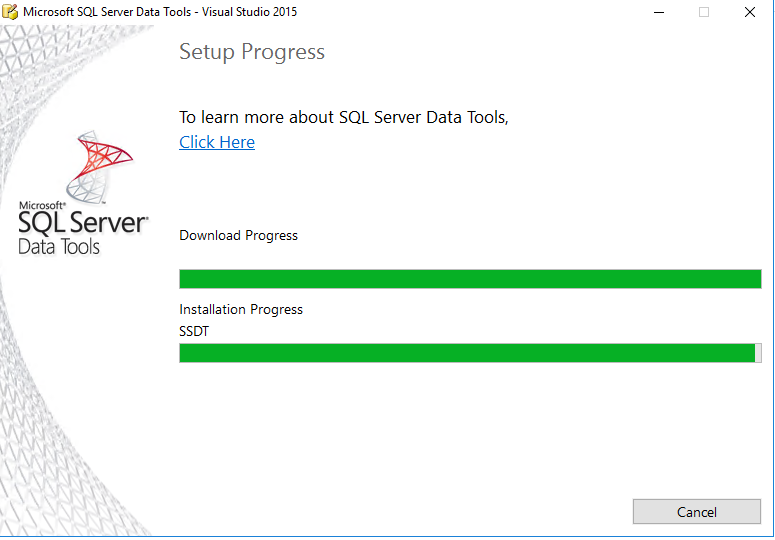 Microsoft SQL Server Data Tools - Visual Studio 2015
Setup Progress
To learn more about SQL Server Data Tools,
Click Here
Microsoft®
SQL Server®
Data Tools
Download Progress
Installation Progress
SSDT
Cancel